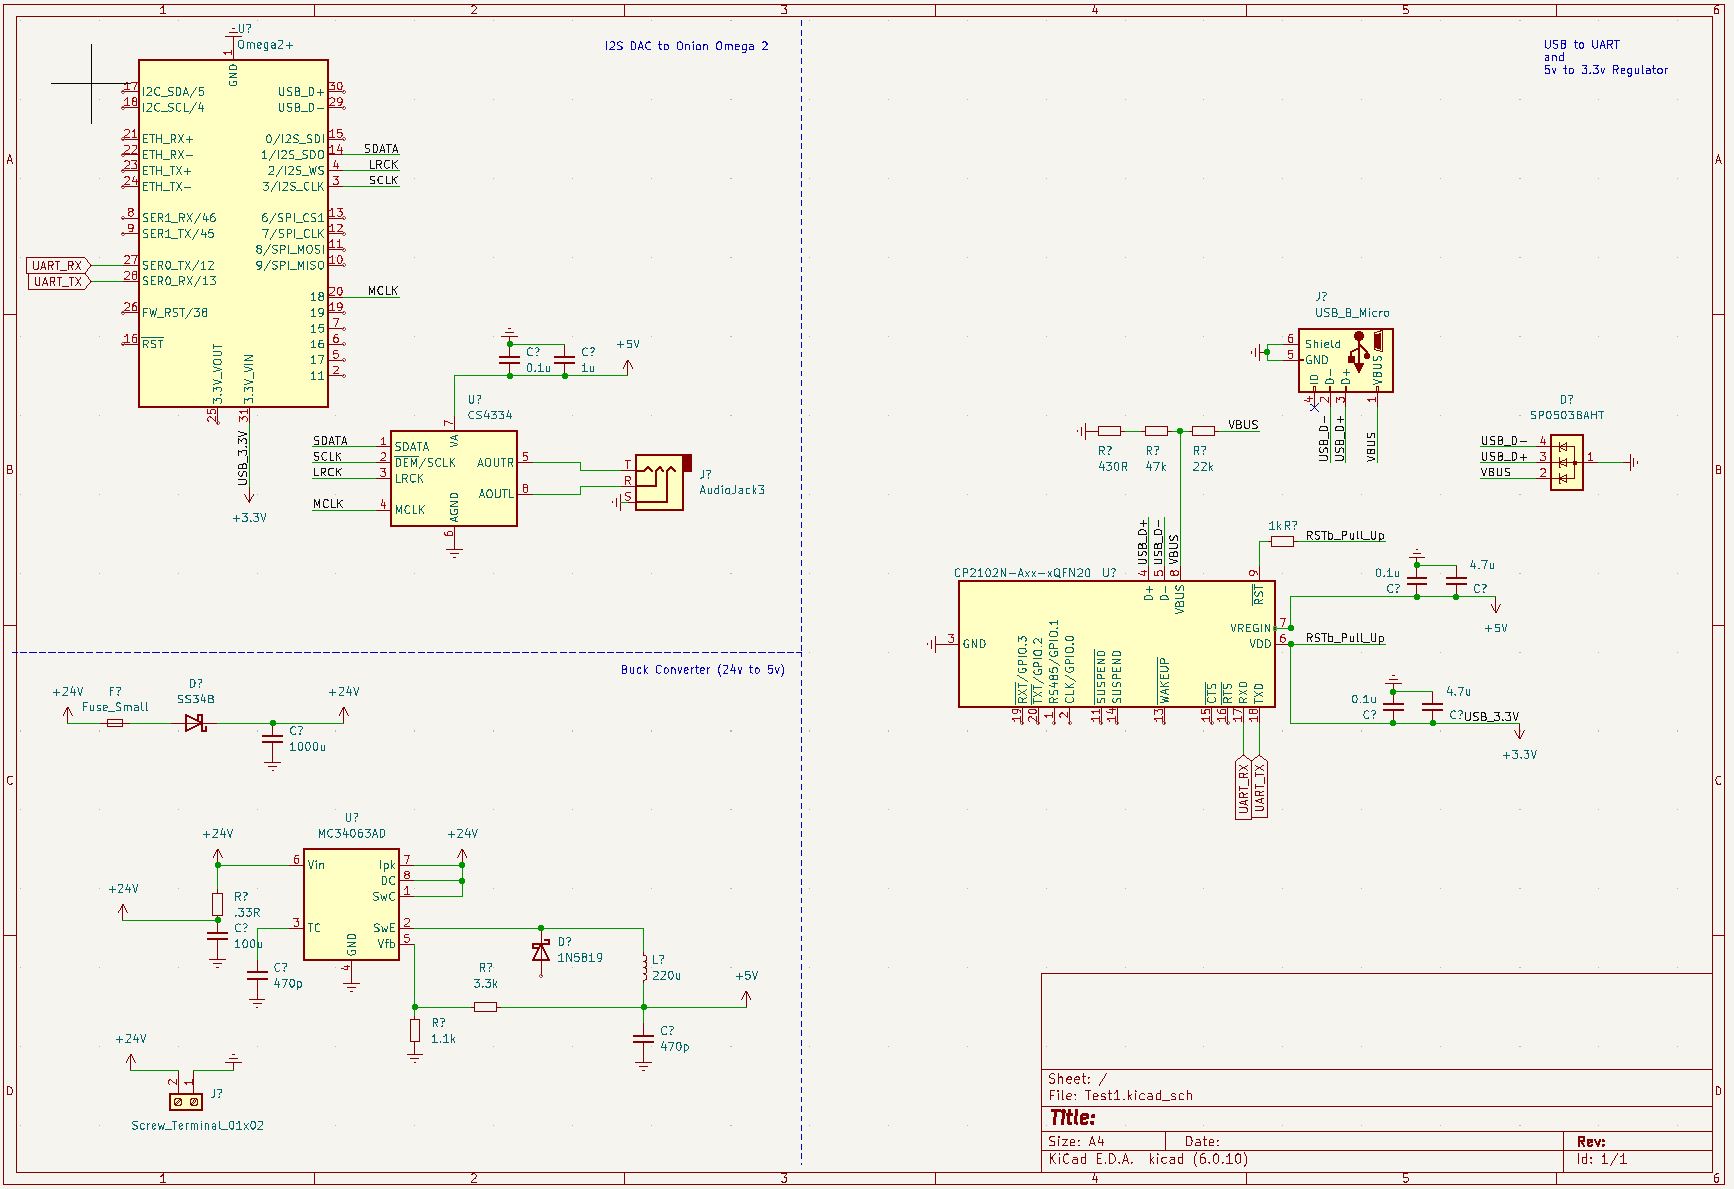 1 2 3 4 5 6
A
B
C
D
A
B
C
D
1 2 3 4 5 6
I2S DAC to Onion Omega 2
USB to UART
and
5v to 3.3v Regulator
Buck Converter (24v to 5v)
U?
Omega2+
1
GND
17 I2C_SDA/5
18 I2C_SCL/4
21 ETH_RX+
22 ETH_RX-
23 ETH_TX+
24 ETH_TX-
8 SER1_RX/46
9 SER1_TX/45
UART_RX 27 SER0_TX/12
UART_TX 28 SER0_RX/13
26 FW_RST/38
16 RST
USB_D+ 30
USB_D- 29
0/I2S_SDI 15
1/I2S_SDO 14 SDATA
2/I2S_WS 4 LRCK
3/I2S_CLK 3 SCLK
6/SPI_CS1 13
7/SPI_CLK 12
8/SPI_MOSI 11
9/SPI_MISO 10
18 20 MCLK
19 19
15 7
16 6
17 5
11 2
3.3V_VOUT 25
3.3V_VIN 31
USB_3.3V
+3.3V
C?
0.1u
C?
1u
+5V
U?
CS4334
7 VA
SDATA 1 SDATA
SCLK 2 DEM/SCLK
LRCK 3 LRCK
MCLK 4 MCLK
AOUTR 5
AOUTL 8
AGND 6
T
R
S
J?
AudioJack3
J?
USB_B_Micro
6 Shield
5 GND
ID 4
D- 2
D+ 3
VBUS 1
USB_D-
USB_D+
VBUS
D?
SP0503BAHT
USB_D- 4
USB_D+ 3
VBUS 2
1
VBUS
R?
430R
R?
47k
R?
22k
USB_D+
USB_D-
VBUS
1kR?
RSTb_Pull_Up
CP2102N-Axx-xQFN20 U?
4 D+
5 D-
8 VBUS
9 RST
3 GND
VREGIN 7
VDD 6
RSTb_Pull_Up
0.1u
C?
4.7u
C?
+5V
0.1u
C?
4.7u
C?
USB_3.3V
+3.3V
19 RXT/GPIO.3
20 TXT/GPIO.2
1 RS485/GPIO.1
2 CLK/GPIO.0
11 SUSPEND
14 SUSPEND
13 WAKEUP
15 CTS
16 RTS
17 RXD
18 TXD
UART_RX
UART_TX
+24V
F?
Fuse_Small
D?
SS34B
+24V
C?
1000u
U?
MC34063AD
+24V
+24V
+24V
6 Vin
3 TC
Ipk 7
DC 8
SwC 1
SwE 2
Vfb 5
GND 4
R?
.33R
C?
100u
C?
470p
D?
1N5819
L?
220u
R?
3.3k
+5V
R?
1.1k
C?
470p
+24V
2 1
J?
Screw_Terminal_01x02
Sheet: /
File: Test1.kicad_sch
Title:
Size: A4 Date: Rev:
KiCad E.D.A. kicad (6.0.10) Id: 1/1